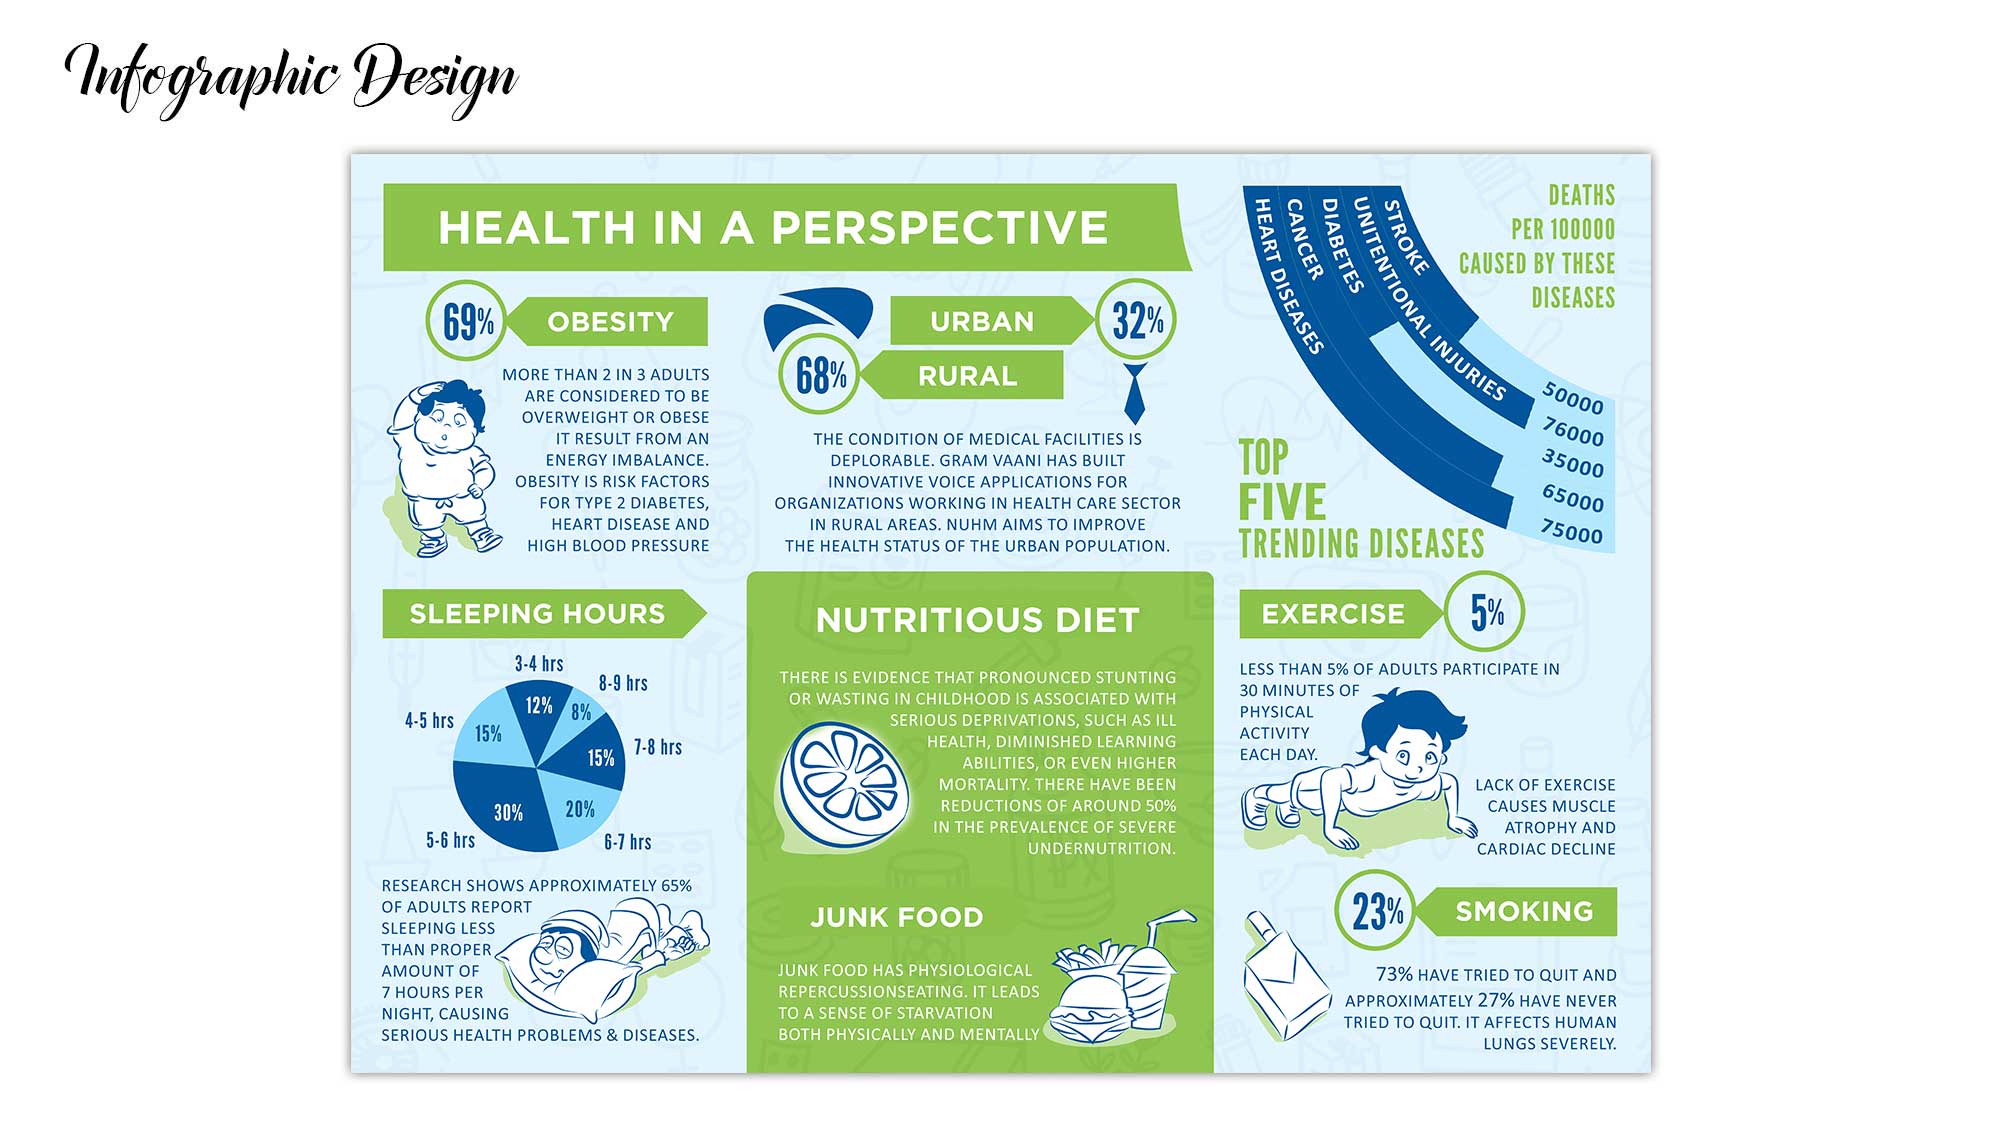 Infographic Design
HEALTH IN A PERSPECTIVE
69%
OBESITY
MORE THAN 2 IN 3 ADULTS
ARE CONSIDERED TO BE
OVERWEIGHT OR OBESE
IT RESULT FROM AN
ENERGY IMBALANCE.
OBESITY IS RISK FACTORS
FOR TYPE 2 DIABETES,
HEART DISEASE AND
HIGH BLOOD PRESSURE
URBAN
32%
68%
RURAL
THE CONDITION OF MEDICAL FACILITIES IS
DEPLORABLE. GRAM VAANI HAS BUILT
INNOVATIVE VOICE APPLICATIONS FOR
ORGANIZATIONS WORKING IN HEALTH CARE SECTOR
IN RURAL AREAS. NUHM AIMS TO IMPROVE
THE HEALTH STATUS OF THE URBAN POPULATION.
DEATHS
PER 100000
CAUSED BY THESE
DISEASES
HEART DISEASES
CANCER
DIABETES
UNITENTIONAL INJURIES
STROKE
50000
76000
35000
65000
75000
TOP
FIVE
TRENDING DISEASES
SLEEPING HOURS
3-4 hrs
8-9 hrs
4-5 hrs
7-8 hrs
5-6 hrs
6-7 hrs
12%
8%
15%
15%
30%
20%
RESEARCH SHOWS APPROXIMATELY 65%
OF ADULTS REPORT
SLEEPING LESS
THAN PROPER
AMOUNT OF
7 HOURS PER
NIGHT, CAUSING
SERIOUS HEALTH PROBLEMS & DISEASES.
NUTRITIOUS DIET
THERE IS EVIDENCE THAT PRONOUNCED STUNTING
OR WASTING IN CHILDHOOD IS ASSOCIATED WITH
SERIOUS DEPRIVATIONS, SUCH AS ILL
HEALTH, DIMINISHED LEARNING
ABILITIES, OR EVEN HIGHER
MORTALITY. THERE HAVE BEEN
REDUCTIONS OF AROUND 50%
IN THE PREVALENCE OF SEVERE
UNDERNUTRITION.
JUNK FOOD
JUNK FOOD HAS PHYSIOLOGICAL
REPERCUSSIONSEATING. IT LEADS
TO A SENSE OF STARVATION
BOTH PHYSICALLY AND MENTALLY
EXERCISE
5%
LESS THAN 5% OF ADULTS PARTICIPATE IN
30 MINUTES OF
PHYSICAL
ACTIVITY
EACH DAY.
LACK OF EXERCISE
CAUSES MUSCLE
ATROPHY AND
CARDIAC DECLINE
23%
SMOKING
73% HAVE TRIED TO QUIT AND
APPROXIMATELY 27% HAVE NEVER
TRIED TO QUIT. IT AFFECTS HUMAN
LUNGS SEVERELY.